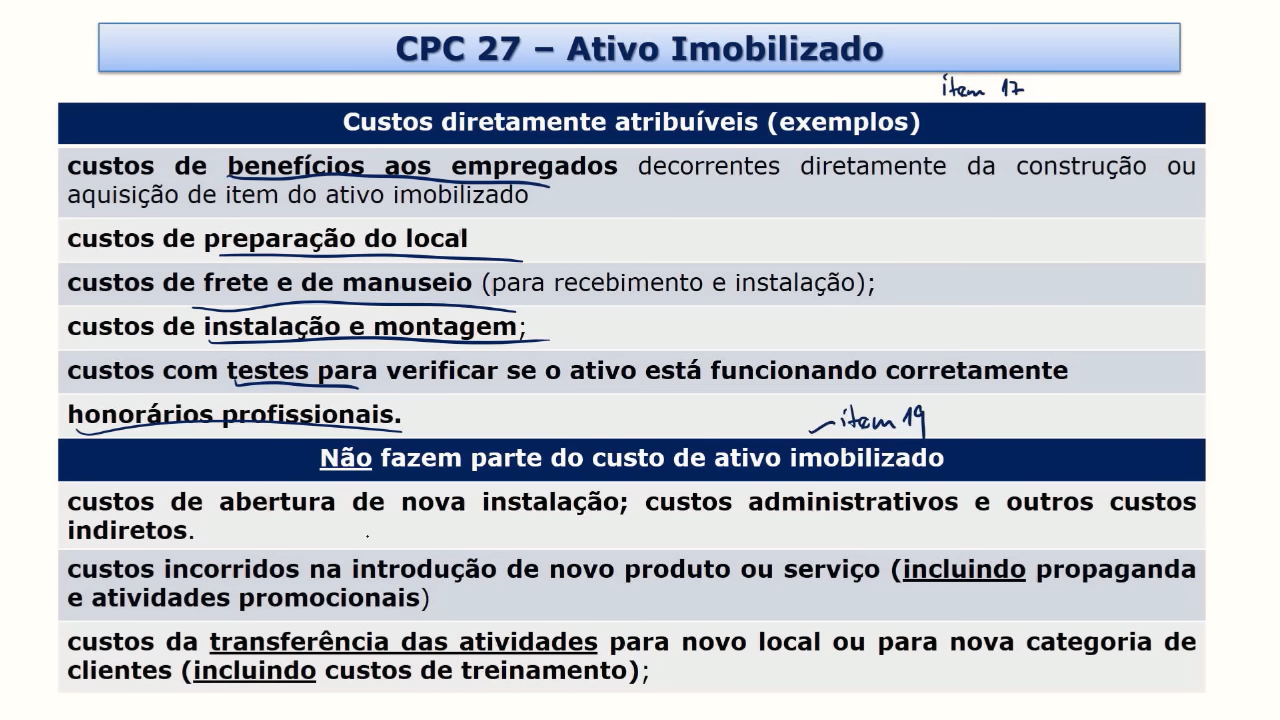 CPC 27 – Ativo Imobilizado
item 17
Custos diretamente atribuíveis (exemplos)
custos de benefícios aos empregados decorrentes diretamente da construção ou
aquisição de item do ativo imobilizado
custos de preparação do local
custos de frete e de manuseio (para recebimento e instalação);
custos de instalação e montagem;
custos com testes para verificar se o ativo está funcionando corretamente
honorários profissionais.
item 19
Não fazem parte do custo de ativo imobilizado
custos de abertura de nova instalação; custos administrativos e outros custos
indiretos.
custos incorridos na introdução de novo produto ou serviço (incluindo propaganda
e atividades promocionais)
custos da transferência das atividades para novo local ou para nova categoria de
clientes (incluindo custos de treinamento);